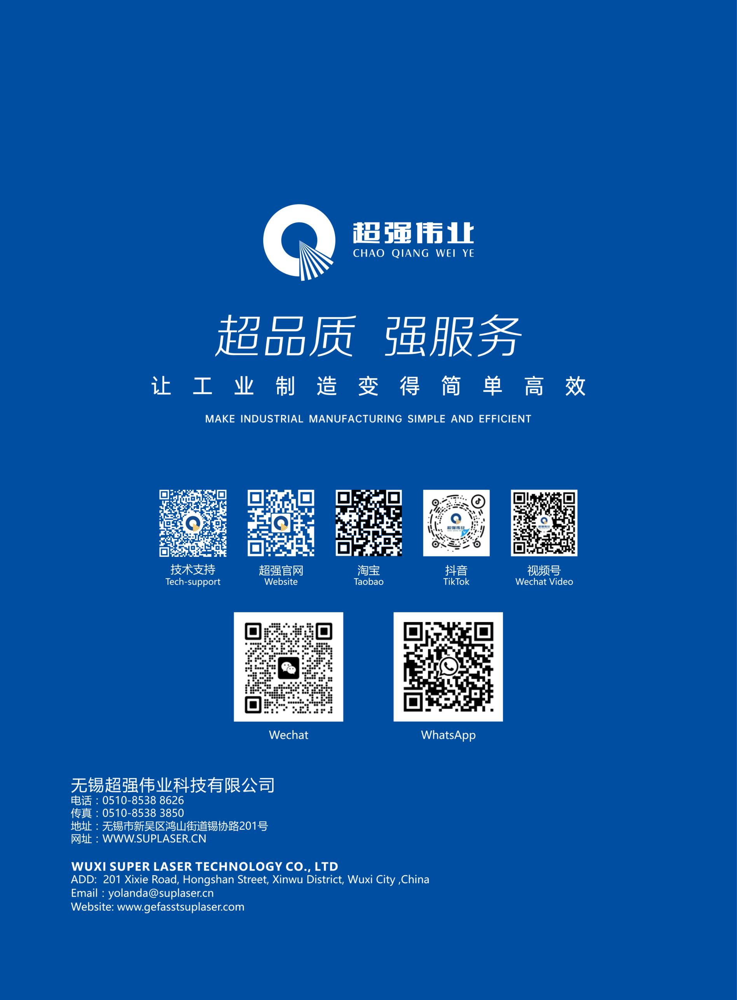 超强伟业
CHAO QIANG WEI YE
超品质 强服务
让工业制造变得简单高效
MAKE INDUSTRIAL MANUFACTURING SIMPLE AND EFFICIENT
超强伟业
超强伟业
技术支持
Tech-support
超强官网
Website
淘宝
Taobao
抖音
TikTok
视频号
Wechat Video
Wechat
WhatsApp
无锡超强伟业科技有限公司
电话：0510-8538 8626
传真：0510-8538 3850
地址：无锡市新吴区鸿山街道锡协路201号
网址：WWW.SUPLASER.CN
WUXI SUPER LASER TECHNOLOGY CO., LTD
ADD: 201 Xixie Road, Hongshan Street, Xinwu District, Wuxi City ,China
Email：yolanda@suplaser.cn
Website: www.gefasstsuplaser.com